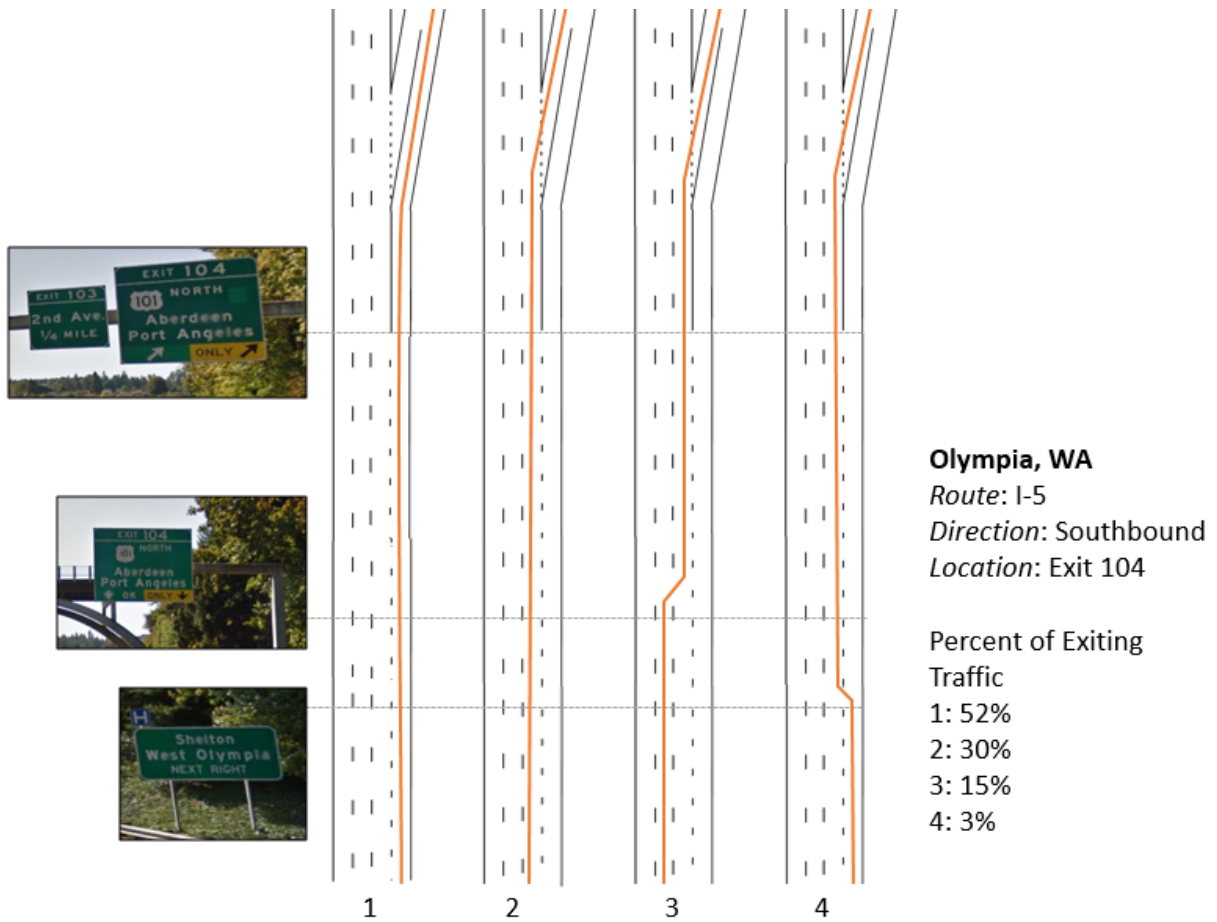 EXIT 103
2nd Ave.
1/4 MILE
EXIT 104
101 NORTH
Aberdeen
Port Angeles
ONLY
EXIT 104
101 NORTH
Aberdeen
Port Angeles
OK ONLY
H
Shelton
West Olympia
NEXT RIGHT
Olympia, WA
Route: I-5
Direction: Southbound
Location: Exit 104
Percent of Exiting
Traffic
1: 52%
2: 30%
3: 15%
4: 3%
1 2 3 4